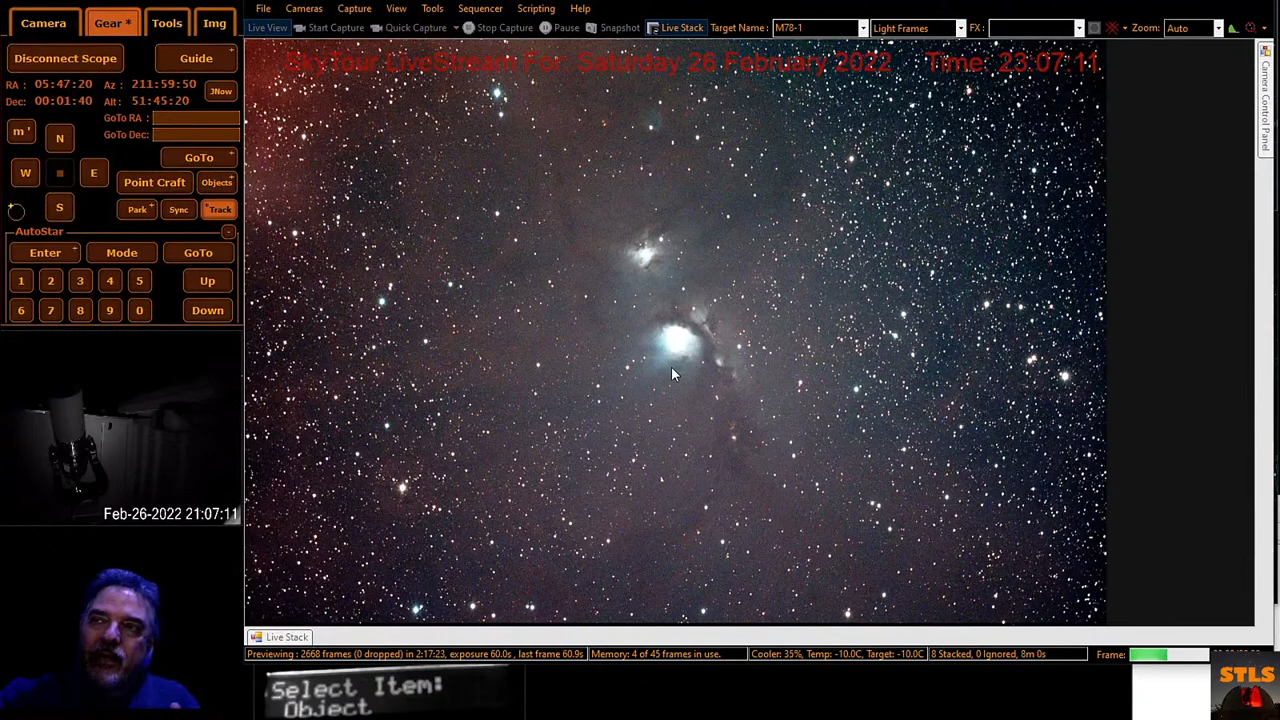 Camera Gear * Tools Img
File Cameras Capture View Tools Sequencer Scripting Help
Live View Start Capture Quick Capture Stop Capture Pause Snapshot Live Stack Target Name : M78-1 Light Frames FX : Zoom: Auto
Disconnect Scope Guide
RA : 05:47:20 Az : 211:59:50
Dec: 00:01:40 Alt: 51:45:20
JNow
GoTo RA :
GoTo Dec:
m '
N
GoTo
W E
Point Craft Objects
S
Park Sync Track
AutoStar
Enter Mode GoTo
1 2 3 4 5 Up
6 7 8 9 0 Down
SkyTour LiveStream For Saturday 26 February 2022 Time: 23:07:11
Camera Control Panel
Feb-26-2022 21:07:11
Live Stack
Previewing : 2668 frames (0 dropped) in 2:17:23, exposure 60.0s , last frame 60.9s Memory: 4 of 45 frames in use. Cooler: 35%, Temp: -10.0C, Target: -10.0C 8 Stacked, 0 Ignored, 8m 0s Frame:
Select Item:
Object
STLS